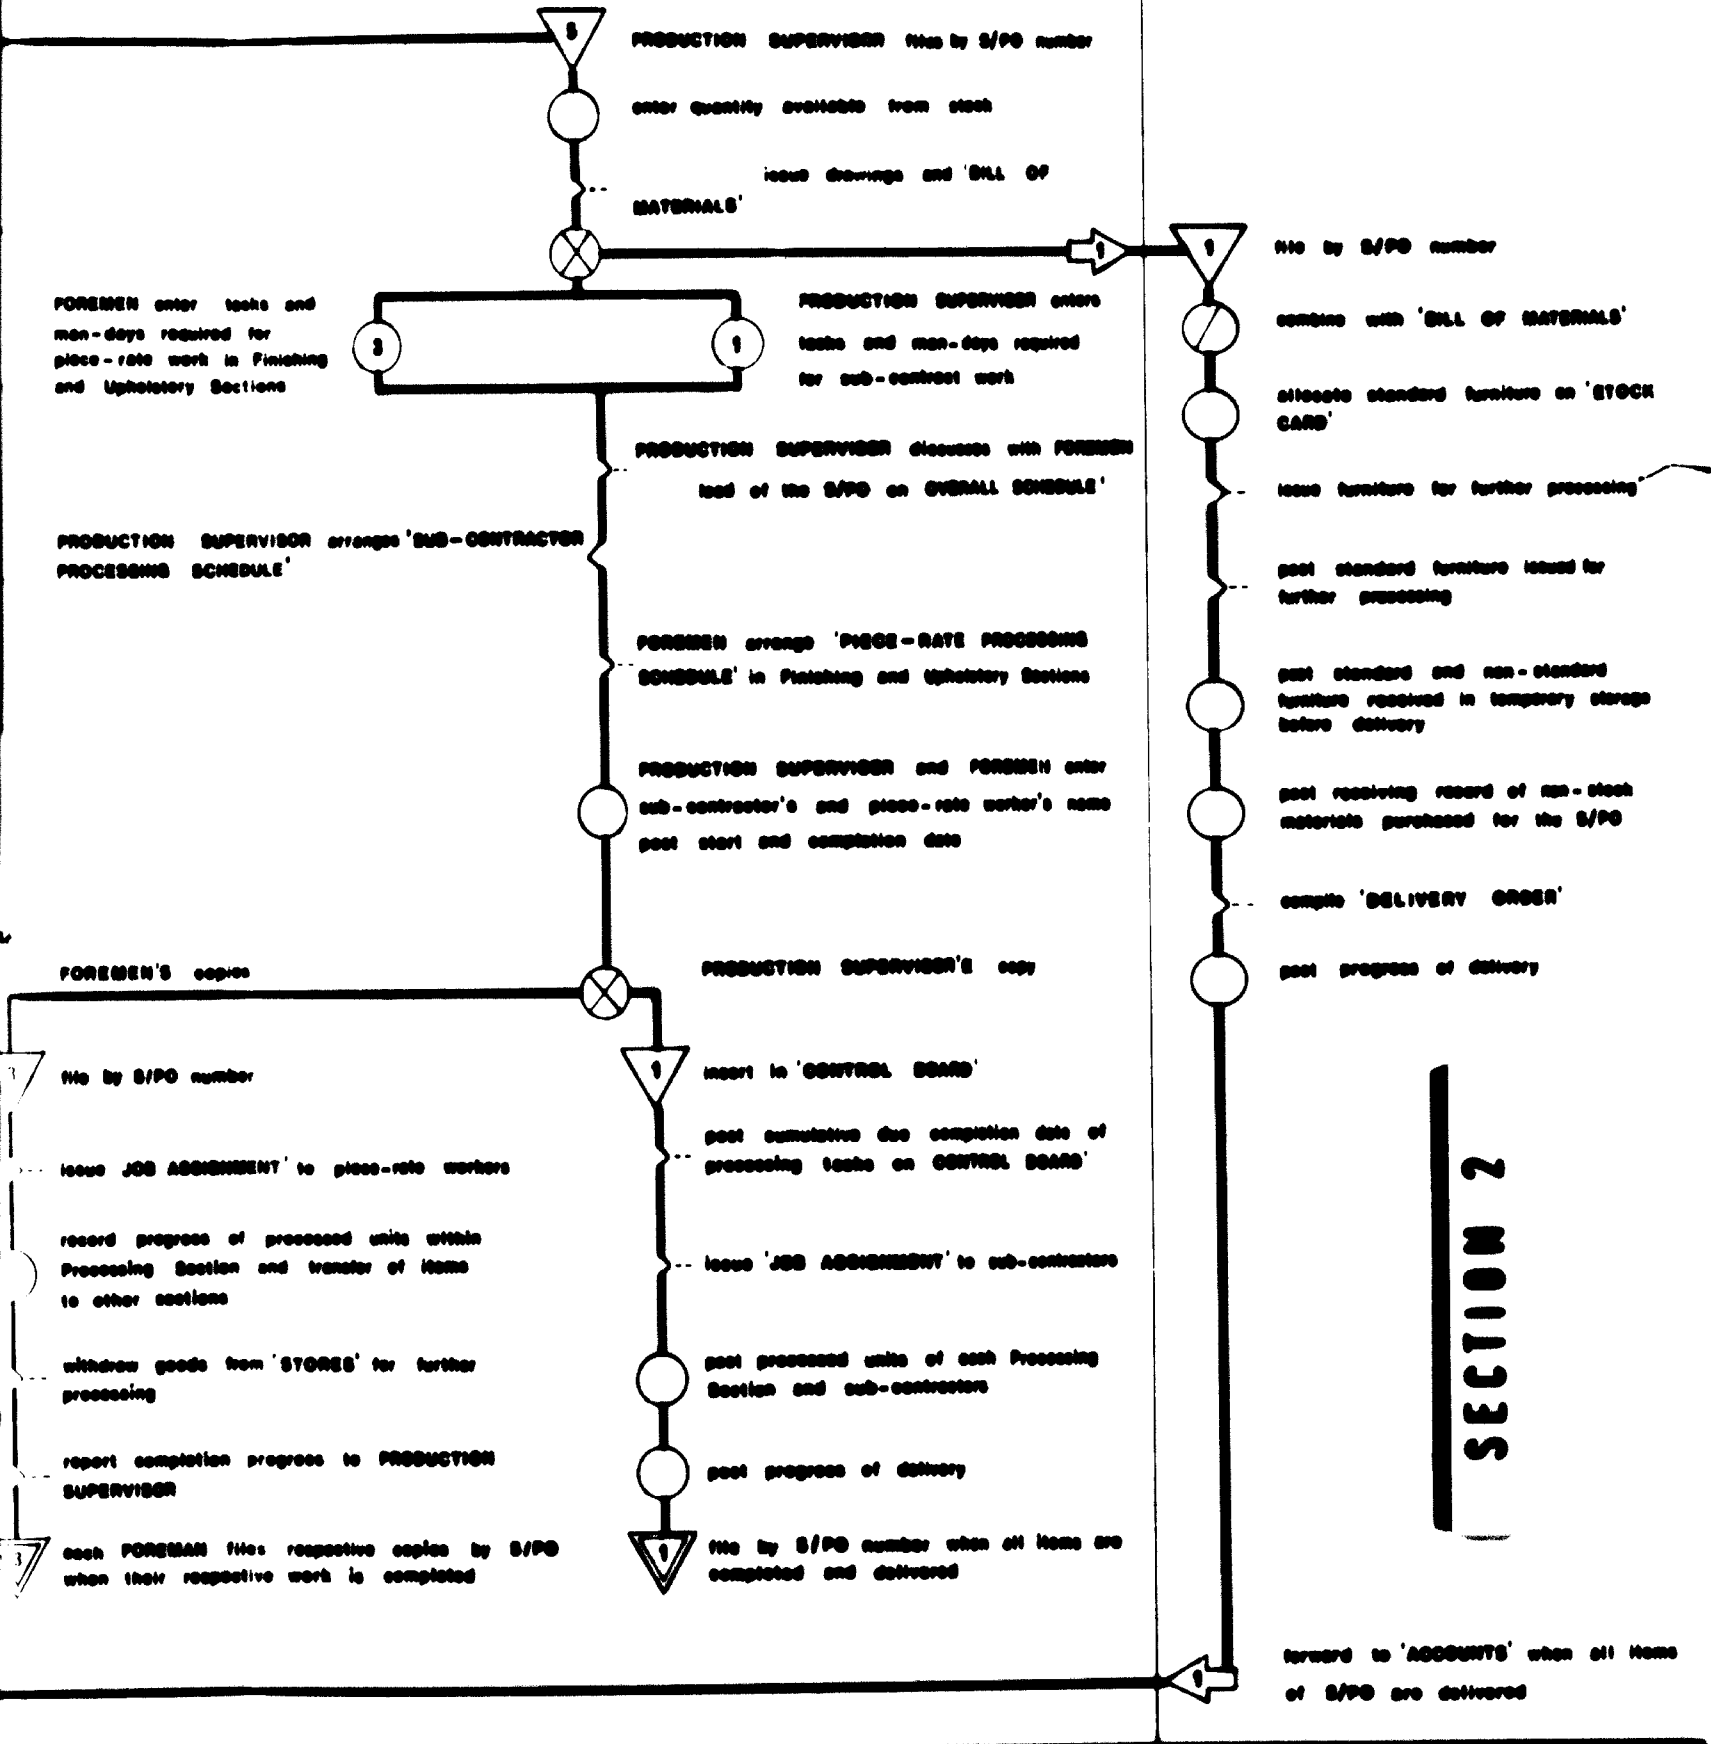 5
PRODUCTION SUPERVISOR files by S/PO number
enter quantity available from stock
issue drawings and 'BILL OF
MATERIALS'
1
1
file by S/PO number
FOREMEN enter tasks and
man-days required for
piece-rate work in Finishing
and Upholstory Sections
3
1
PRODUCTION SUPERVISOR enters
tasks and man-days required
for sub-contract work
combine with 'BILL OF MATERIALS'
allocate standard furniture on 'STOCK
CARD'
PRODUCTION SUPERVISOR discusses with FOREMEN
load of the S/PO on OVERALL SCHEDULE'
issue furniture for further processing
PRODUCTION SUPERVISOR arranges 'SUB-CONTRACTOR
PROCESSING SCHEDULE'
post standard furniture issued for
further processing
FOREMEN arrange 'PIECE-RATE PROCESSING
SCHEDULE' in Finishing and Upholstory Sections
post standard and non-standard
furniture received in temporary storage
before delivery
PRODUCTION SUPERVISOR and FOREMEN enter
sub-contractor's and piece-rate worker's name
post start and completion date
post receiving record of non-stock
materials purchased for the S/PO
compile 'DELIVERY ORDER'
FOREMEN'S copies
PRODUCTION SUPERVISOR'S copy
post progress of delivery
3
file by S/PO number
1
insert in 'CONTROL BOARD'
post cumulative due completion date of
processing tasks on CONTROL BOARD'
issue JOB ASSIGNMENT' to piece-rate workers
record progress of processed units within
Processing Section and transfer of items
to other sections
issue 'JOB ASSIGNMENT' to sub-contractors
withdraw goods from 'STORES' for further
processing
post processed units of each Processing
Section and sub-contractors
report completion progress to PRODUCTION
SUPERVISOR
post progress of delivery
3
each FOREMAN files respective copies by S/PO
when their respective work is completed
1
file by S/PO number when all items are
completed and delivered
SECTION 2
1
forward to 'ACCOUNTS' when all items
of S/PO are delivered